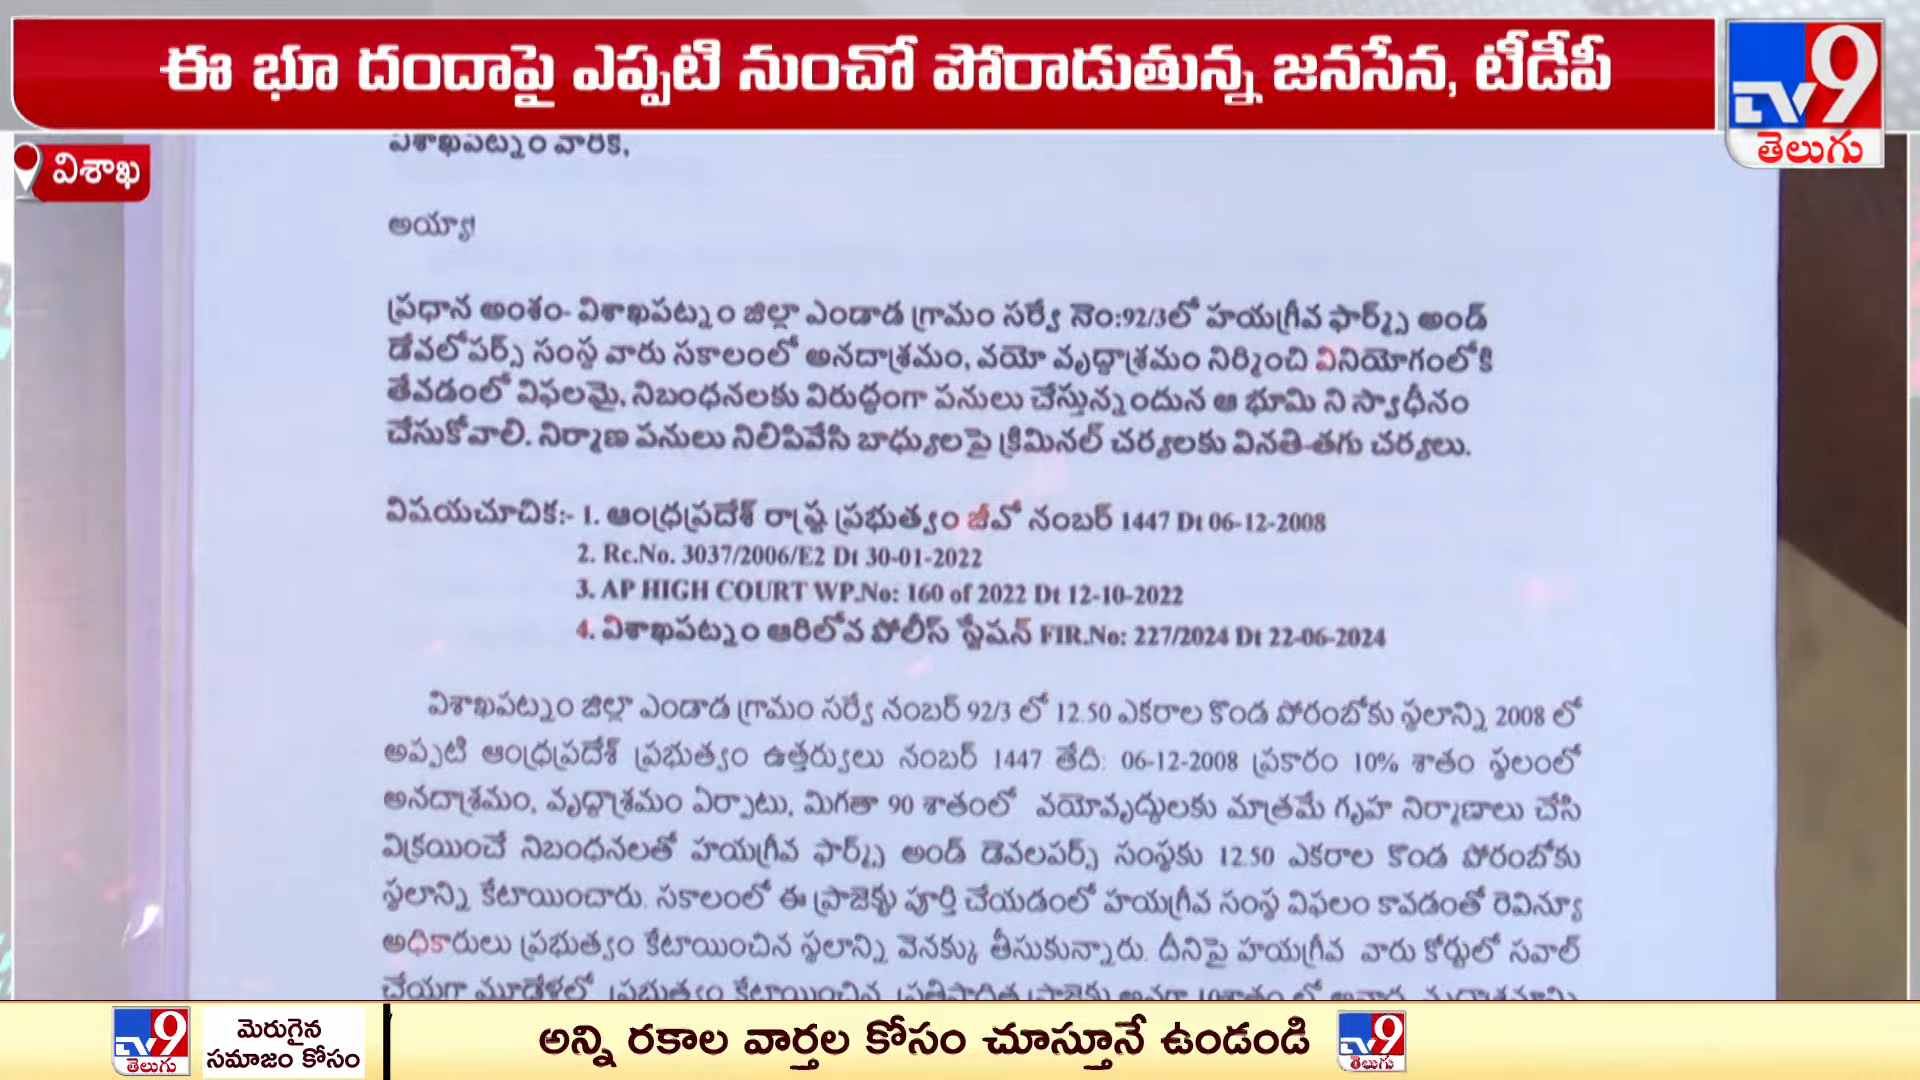 ఈ భూ దందాపై ఎప్పటి నుంచో పోరాడుతున్న జనసేన, టీడీపీ
TV9
తెలుగు
విశాఖ
విశాఖపట్నం వారికి,
అయ్యా!
ప్రధాన అంశం- విశాఖపట్నం జిల్లా ఎండాడ గ్రామం సర్వే నెం:92/3లో హయగ్రీవ ఫార్మ్స్ అండ్
డేవలోపర్స్ సంస్థ వారు సకాలంలో అనదాశ్రమం, వయో వృద్ధాశ్రమం నిర్మించి వినియోగంలోకి
తేవడంలో విఫలమై, నిబంధనలకు విరుద్ధంగా పనులు చేస్తున్నందున ఆ భూమి ని స్వాధీనం
చేసుకోవాలి. నిర్మాణ పనులు నిలిపివేసి బాధ్యులపై క్రిమినల్ చర్యలకు వినతి-తగు చర్యలు.
విషయచూచిక:- 1. ఆంధ్రప్రదేశ్ రాష్ట్ర ప్రభుత్వం జీవో నంబర్ 1447 Dt 06-12-2008
2. Rc.No. 3037/2006/E2 Dt 30-01-2022
3. AP HIGH COURT WP.No: 160 of 2022 Dt 12-10-2022
4. విశాఖపట్నం ఆరిలోవ పోలీస్ స్టేషన్ FIR.No: 227/2024 Dt 22-06-2024
విశాఖపట్నం జిల్లా ఎండాడ గ్రామం సర్వే నంబర్ 92/3 లో 12.50 ఎకరాల కొండ పోరంబోకు స్థలాన్ని 2008 లో
అప్పటి ఆంధ్రప్రదేశ్ ప్రభుత్వం ఉత్తర్వులు నంబర్ 1447 తేది: 06-12-2008 ప్రకారం 10% శాతం స్థలంలో
అనదాశ్రమం, వృద్ధాశ్రమం ఏర్పాటు, మిగతా 90 శాతంలో వయోవృద్ధులకు మాత్రమే గృహ నిర్మాణాలు చేసి
విక్రయించే నిబంధనలతో హయగ్రీవ ఫార్మ్స్ అండ్ డెవలపర్స్ సంస్థకు 12.50 ఎకరాల కొండ పోరంబోకు
స్థలాన్ని కేటాయించారు. సకాలంలో ఈ ప్రాజెక్టు పూర్తి చేయడంలో హయగ్రీవ సంస్థ విఫలం కావడంతో రెవిన్యూ
అధికారులు ప్రభుత్వం కేటాయించిన స్థలాన్ని వెనక్కు తీసుకున్నారు. దీనిపై హయగ్రీవ వారు కోర్టులో సవాల్
చేయగా మూడేళ్లలో ప్రభుత్వం కేటాయించిన
TV9
తెలుగు
మెరుగైన
సమాజం కోసం
అన్ని రకాల వార్తల కోసం చూస్తూనే ఉండండి
TV9
తెలుగు